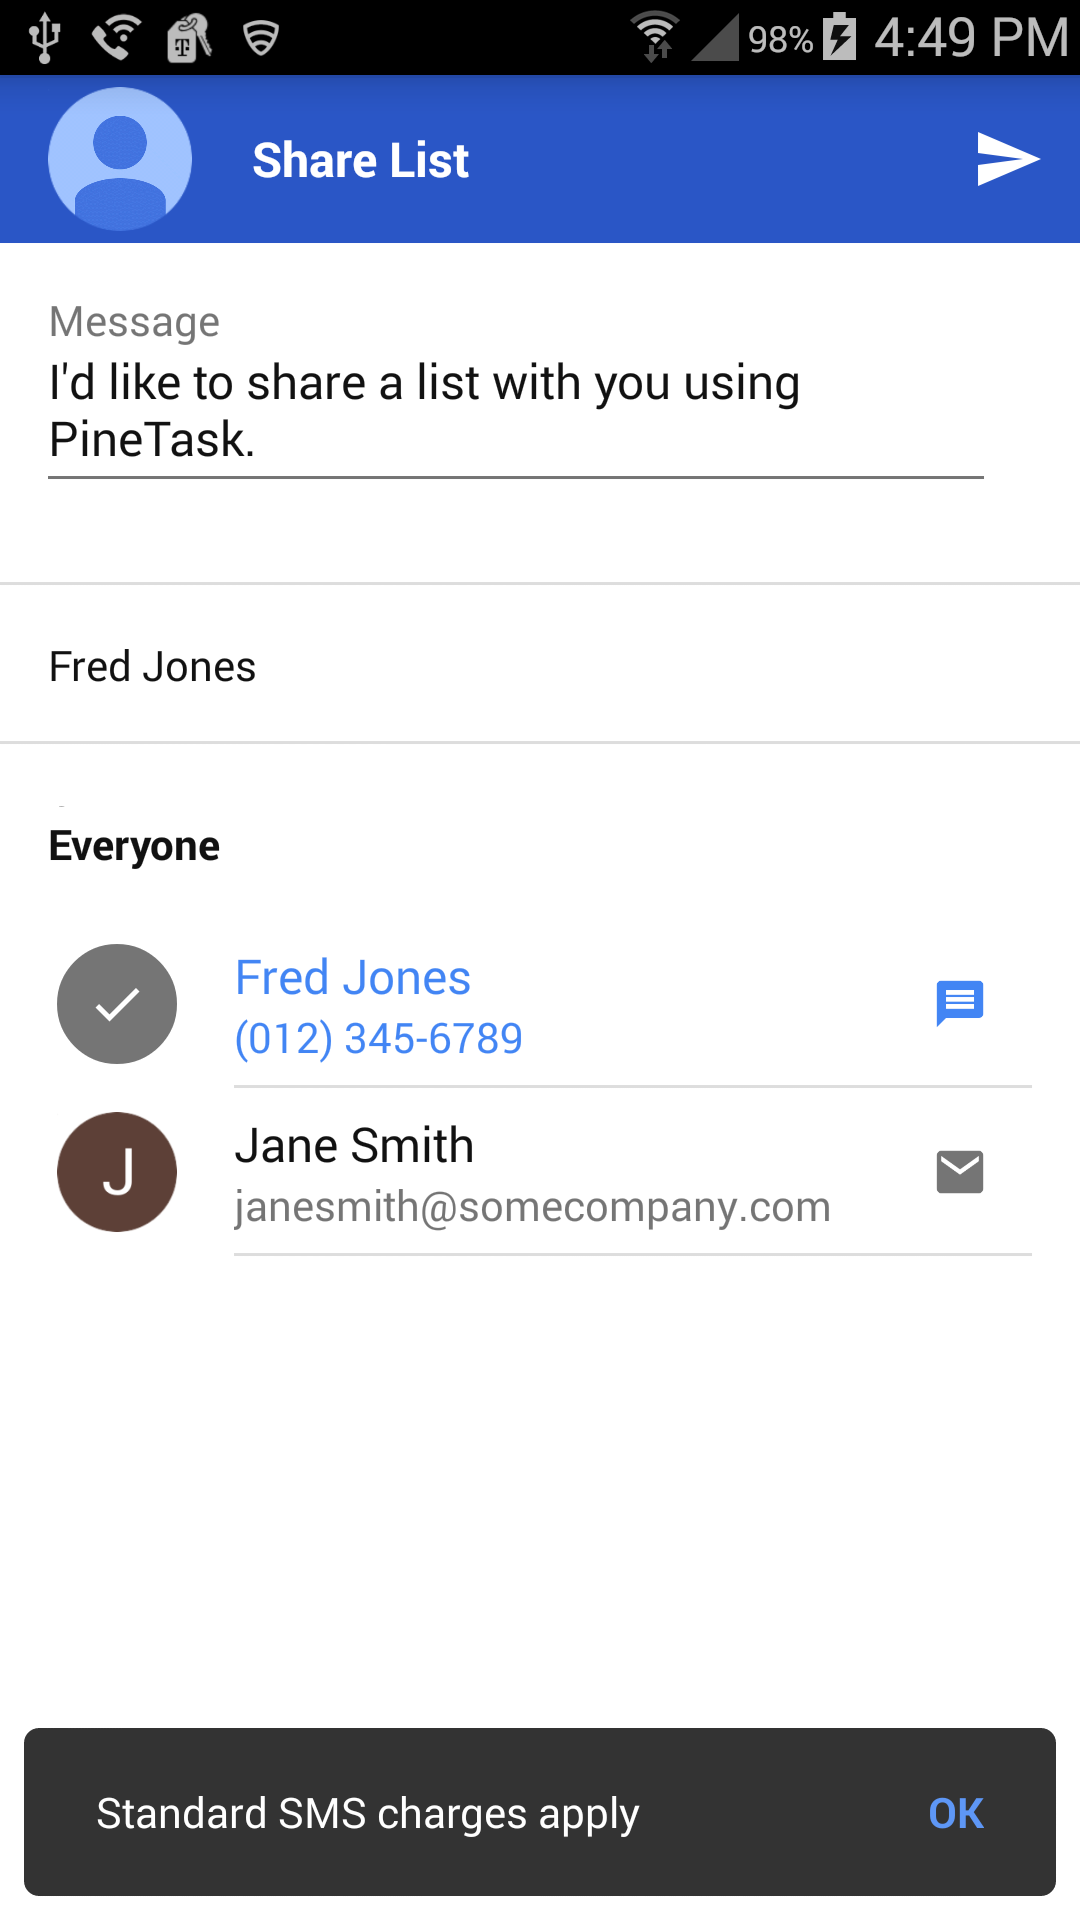 98% 4:49 PM
Share List
Message
I'd like to share a list with you using
PineTask.
Fred Jones
Everyone
Fred Jones
(012) 345-6789
J
Jane Smith
janesmith@somecompany.com
Standard SMS charges apply
OK